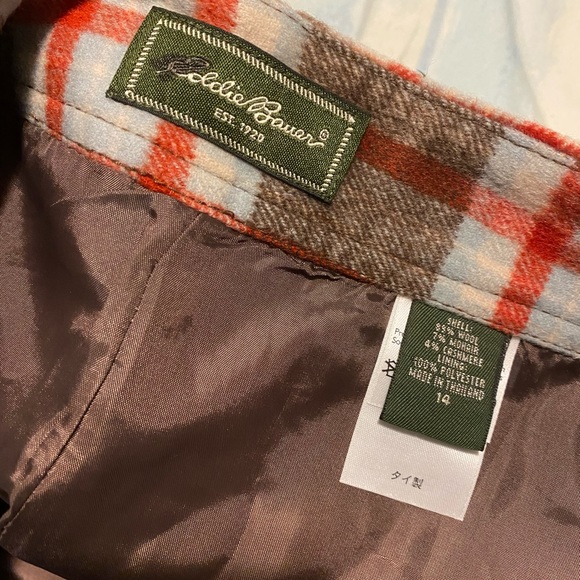 Eddie Bauer®
EST. 1920
SHELL:
89% WOOL
7% MOHAIR
4% CASHMERE
LINING:
100% POLYESTER
MADE IN THAILAND
14
タイ製